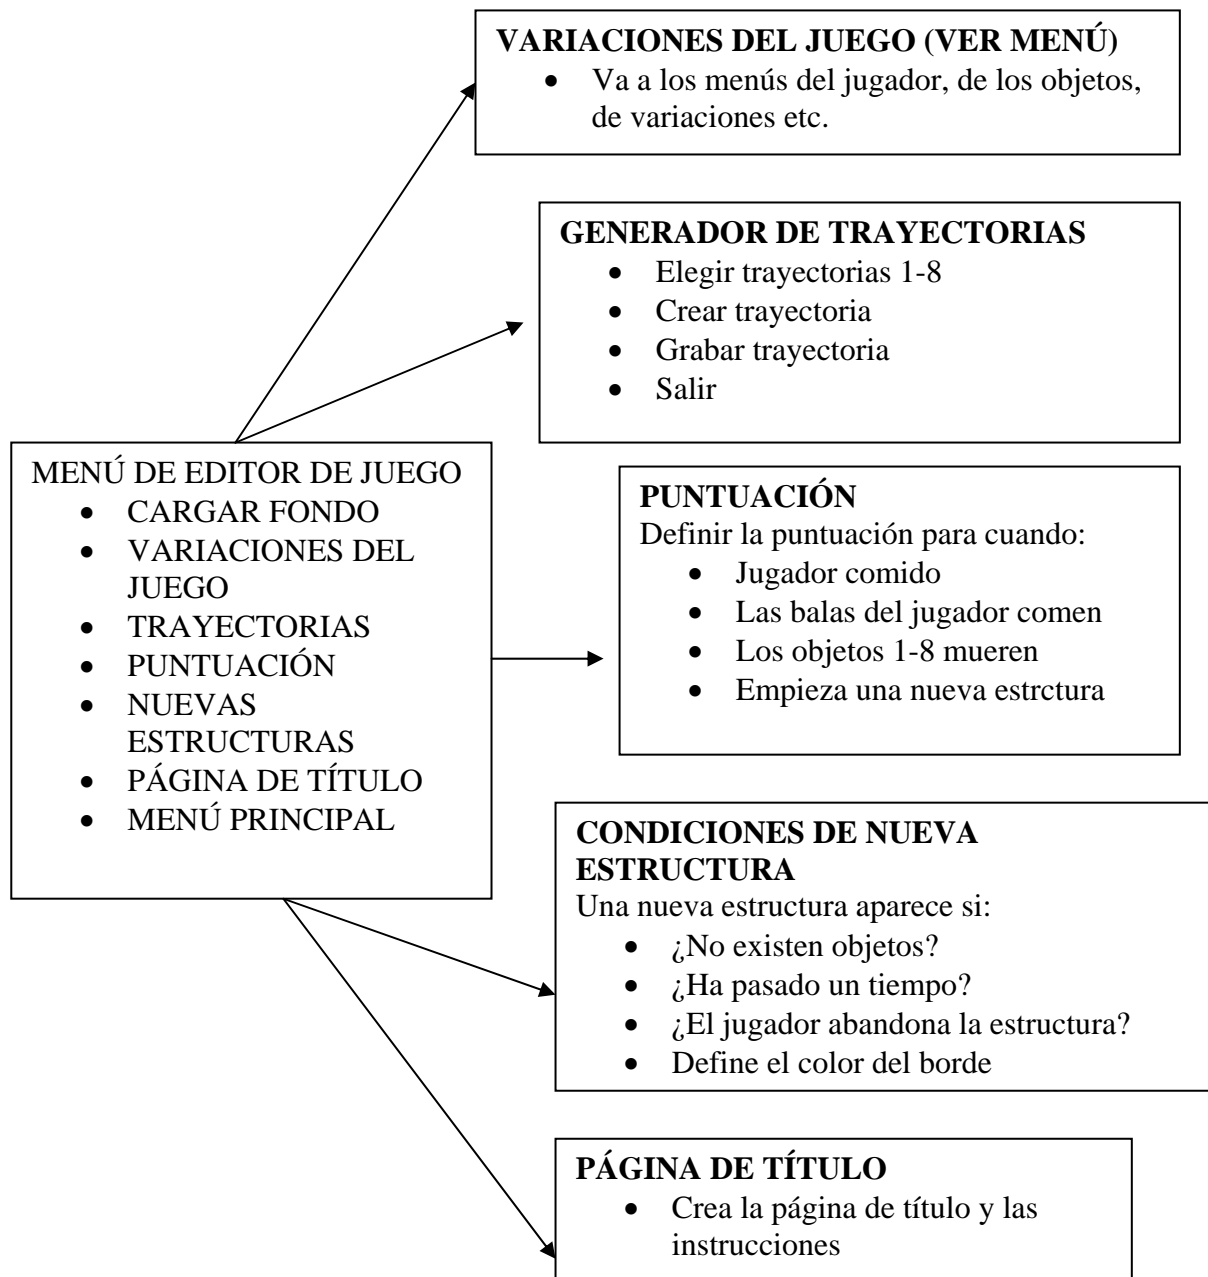 VARIACIONES DEL JUEGO (VER MENÚ)
• Va a los menús del jugador, de los objetos,
de variaciones etc.
GENERADOR DE TRAYECTORIAS
• Elegir trayectorias 1-8
• Crear trayectoria
• Grabar trayectoria
• Salir
MENÚ DE EDITOR DE JUEGO
• CARGAR FONDO
• VARIACIONES DEL
JUEGO
• TRAYECTORIAS
• PUNTUACIÓN
• NUEVAS
ESTRUCTURAS
• PÁGINA DE TÍTULO
• MENÚ PRINCIPAL
PUNTUACIÓN
Definir la puntuación para cuando:
• Jugador comido
• Las balas del jugador comen
• Los objetos 1-8 mueren
• Empieza una nueva estrctura
CONDICIONES DE NUEVA
ESTRUCTURA
Una nueva estructura aparece si:
• ¿No existen objetos?
• ¿Ha pasado un tiempo?
• ¿El jugador abandona la estructura?
• Define el color del borde
PÁGINA DE TÍTULO
• Crea la página de título y las
instrucciones